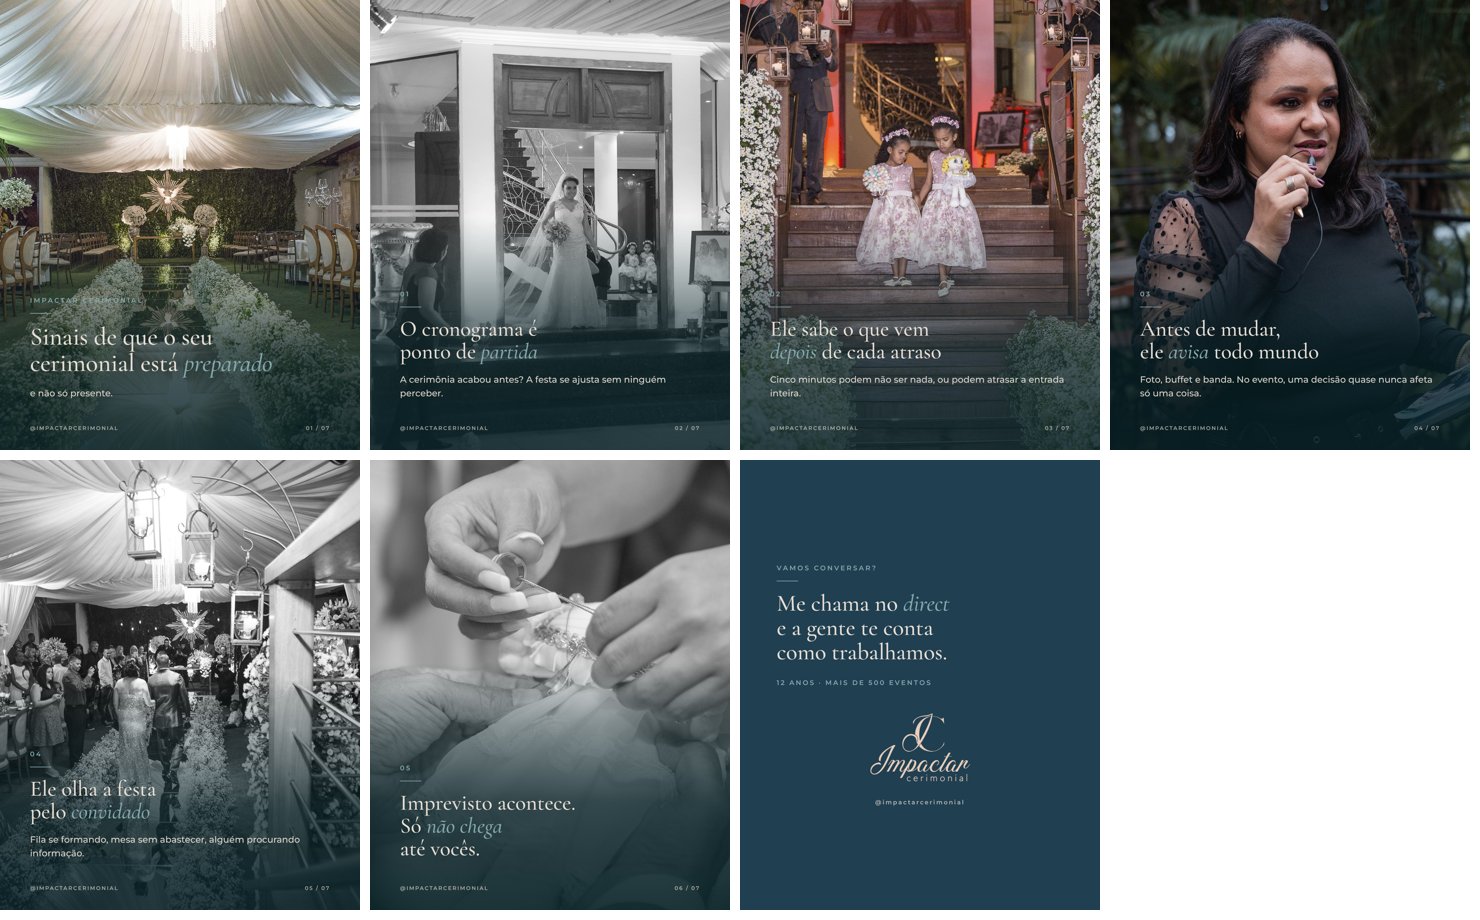 IMPACTAR CERIMONIAL
Sinais de que o seu
cerimonial está preparado
e não só presente.
@IMPACTARCERIMONIAL
01 / 07
01
O cronograma é
ponto de partida
A cerimônia acabou antes? A festa se ajusta sem ninguém
perceber.
@IMPACTARCERIMONIAL
02 / 07
02
Ele sabe o que vem
depois de cada atraso
Cinco minutos podem não ser nada, ou podem atrasar a entrada
inteira.
@IMPACTARCERIMONIAL
03 / 07
03
Antes de mudar,
ele avisa todo mundo
Foto, buffet e banda. No evento, uma decisão quase nunca afeta
só uma coisa.
@IMPACTARCERIMONIAL
04 / 07
04
Ele olha a festa
pelo convidado
Fila se formando, mesa sem abastecer, alguém procurando
informação.
@IMPACTARCERIMONIAL
05 / 07
05
Imprevisto acontece.
Só não chega
até vocês.
@IMPACTARCERIMONIAL
06 / 07
VAMOS CONVERSAR?
Me chama no direct
e a gente te conta
como trabalhamos.
12 ANOS · MAIS DE 500 EVENTOS
Impactar
cerimonial
@impactarcerimonial